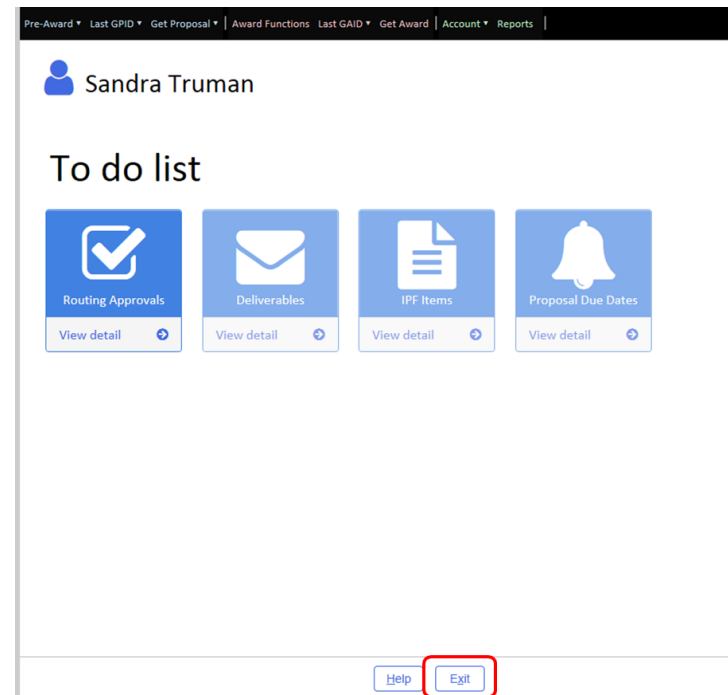 Pre-Award ▾ Last GPID ▾ Get Proposal ▾ | Award Functions Last GAID ▾ Get Award | Account ▾ Reports |
Sandra Truman
To do list
Routing Approvals Deliverables IPF Items Proposal Due Dates
View detail View detail View detail View detail
Help Exit